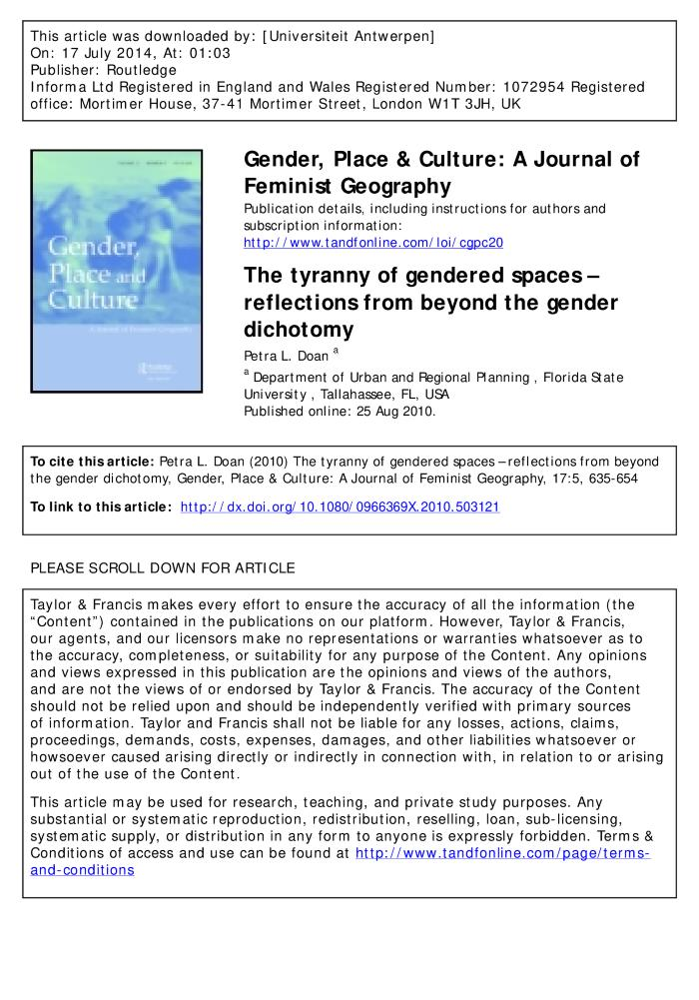 This article was downloaded by: [Universiteit Antwerpen]
On: 17 July 2014, At: 01:03
Publisher: Routledge
Informa Ltd Registered in England and Wales Registered Number: 1072954 Registered
office: Mortimer House, 37-41 Mortimer Street, London W1T 3JH, UK
Gender,
Place and
Culture
Gender, Place & Culture: A Journal of
Feminist Geography
Publication details, including instructions for authors and
subscription information:
http://www.tandfonline.com/loi/cgpc20
The tyranny of gendered spaces –
reflections from beyond the gender
dichotomy
Petra L. Doan a
a Department of Urban and Regional Planning , Florida State
University , Tallahassee, FL, USA
Published online: 25 Aug 2010.
To cite this article: Petra L. Doan (2010) The tyranny of gendered spaces – reflections from beyond
the gender dichotomy, Gender, Place & Culture: A Journal of Feminist Geography, 17:5, 635-654
To link to this article: http://dx.doi.org/10.1080/0966369X.2010.503121
PLEASE SCROLL DOWN FOR ARTICLE
Taylor & Francis makes every effort to ensure the accuracy of all the information (the
“Content”) contained in the publications on our platform. However, Taylor & Francis,
our agents, and our licensors make no representations or warranties whatsoever as to
the accuracy, completeness, or suitability for any purpose of the Content. Any opinions
and views expressed in this publication are the opinions and views of the authors,
and are not the views of or endorsed by Taylor & Francis. The accuracy of the Content
should not be relied upon and should be independently verified with primary sources
of information. Taylor and Francis shall not be liable for any losses, actions, claims,
proceedings, demands, costs, expenses, damages, and other liabilities whatsoever or
howsoever caused arising directly or indirectly in connection with, in relation to or arising
out of the use of the Content.
This article may be used for research, teaching, and private study purposes. Any
substantial or systematic reproduction, redistribution, reselling, loan, sub-licensing,
systematic supply, or distribution in any form to anyone is expressly forbidden. Terms &
Conditions of access and use can be found at http://www.tandfonline.com/page/terms-
and-conditions